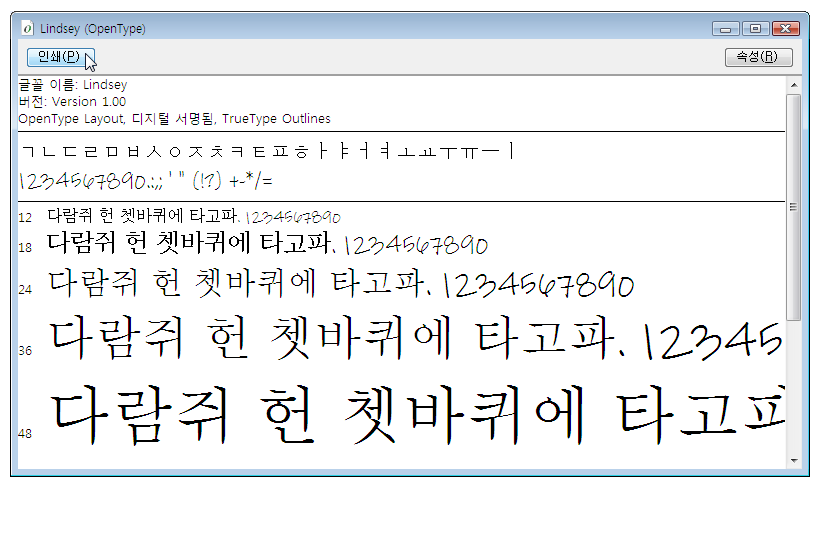 Lindsey (OpenType)
인쇄(P) 속성(R)
글꼴 이름: Lindsey
버전: Version 1.00
OpenType Layout, 디지털 서명됨, TrueType Outlines
ㄱㄴㄷㄹㅁㅂㅅㅇㅈㅊㅋㅌㅍㅎㅏㅑㅓㅕㅗㅛㅜㅠㅡㅣ
1234567890.:,; ' " (!?) +-*/=
12 다람쥐 헌 쳇바퀴에 타고파. 1234567890
18 다람쥐 헌 쳇바퀴에 타고파. 1234567890
24 다람쥐 헌 쳇바퀴에 타고파. 1234567890
36 다람쥐 헌 쳇바퀴에 타고파. 12345
48 다람쥐 헌 쳇바퀴에 타고파